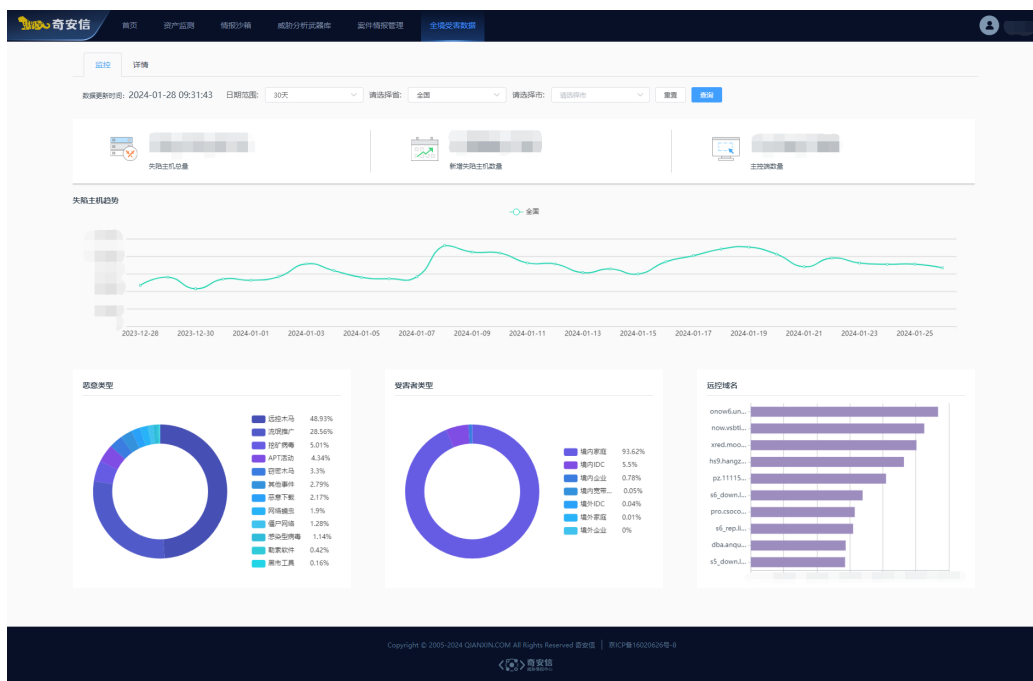 奇安信 首页 资产监测 情报沙箱 威胁分析武器库 案件情报管理 全境受害数据
监控 详情
数据更新时间: 2024-01-28 09:31:43 日期范围: 30天 请选择省: 全国 请选择市: 请选择市 重置 查询
失陷主机总量 新增失陷主机数量 主控端数量
失陷主机趋势
全国
2023-12-28 2023-12-30 2024-01-01 2024-01-03 2024-01-05 2024-01-07 2024-01-09 2024-01-11 2024-01-13 2024-01-15 2024-01-17 2024-01-19 2024-01-21 2024-01-23 2024-01-25
恶意类型
远控木马 48.93%
流氓推广 28.56%
挖矿病毒 5.01%
APT活动 4.34%
窃密木马 3.3%
其他事件 2.79%
恶意下载 2.17%
网络蠕虫 1.9%
僵尸网络 1.28%
感染型病毒 1.14%
勒索软件 0.42%
黑市工具 0.16%
受害者类型
境内家庭 93.62%
境内IDC 5.5%
境内企业 0.78%
境内宽带... 0.05%
境外IDC 0.04%
境外家庭 0.01%
境外企业 0%
远控域名
onow6.un...
now.vsbti...
xred.moo...
hs9.hangz...
pz.11115...
s6_down.l...
pro.csoco...
s6_rep.li...
dba.anqu...
s5_down.l...
Copyright © 2005-2024 QIANXIN.COM All Rights Reserved 奇安信 | 京ICP备16020626号-8
奇安信